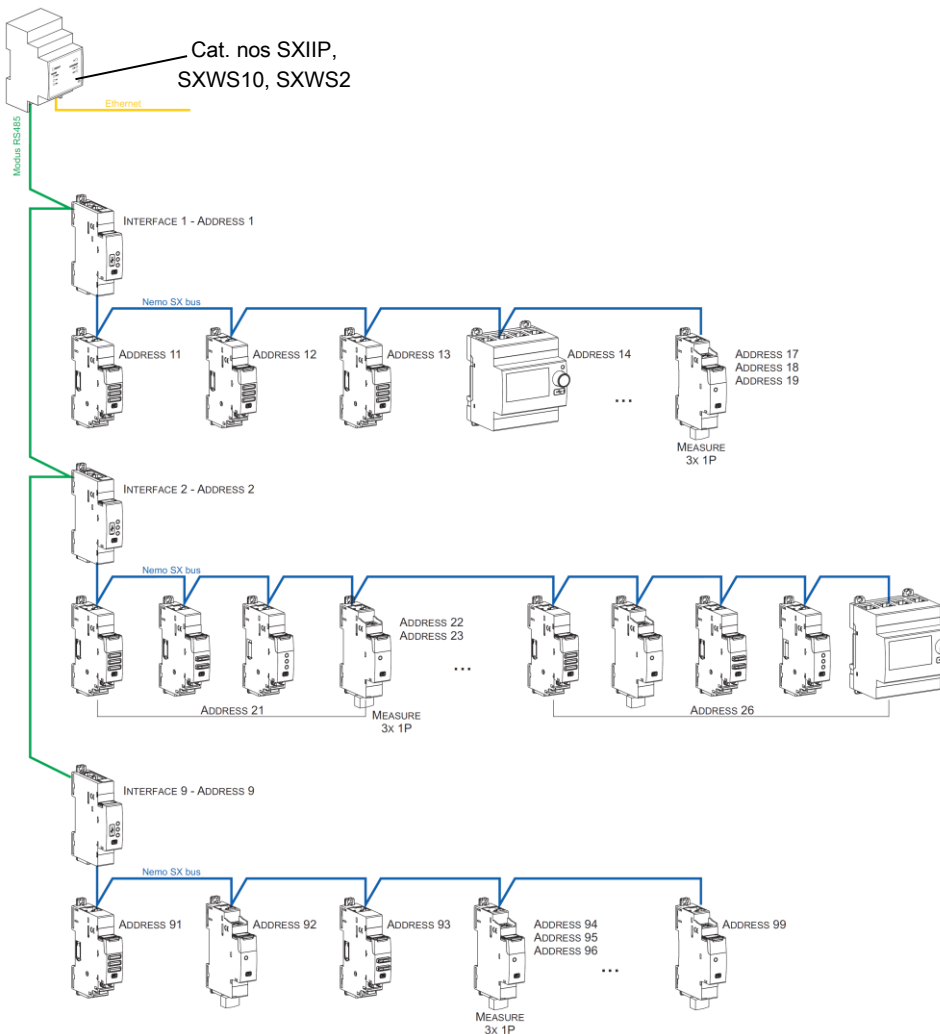 Cat. nos SXIIP,
SXWS10, SXWS2
Ethernet
Modus RS485
INTERFACE 1 - ADDRESS 1
Nemo SX bus
ADDRESS 11
ADDRESS 12
ADDRESS 13
ADDRESS 14
...
ADDRESS 17
ADDRESS 18
ADDRESS 19
MEASURE
3X 1P
INTERFACE 2 - ADDRESS 2
Nemo SX bus
ADDRESS 22
ADDRESS 23
...
ADDRESS 21
MEASURE
3X 1P
ADDRESS 26
INTERFACE 9 - ADDRESS 9
Nemo SX bus
ADDRESS 91
ADDRESS 92
ADDRESS 93
ADDRESS 94
ADDRESS 95
ADDRESS 96
...
ADDRESS 99
MEASURE
3X 1P